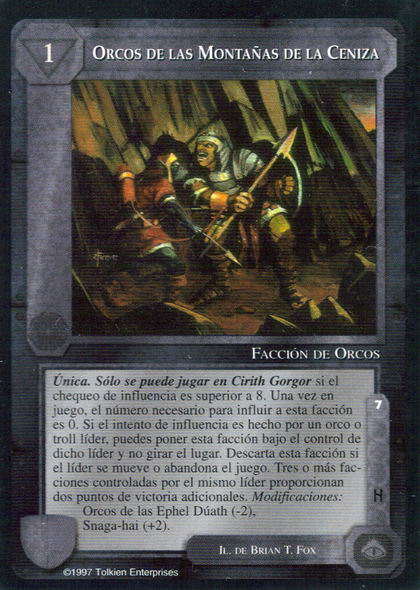 1
ORCOS DE LAS MONTAÑAS DE LA CENIZA
FACCIÓN DE ORCOS
Única. Sólo se puede jugar en Cirith Gorgor si el
chequeo de influencia es superior a 8. Una vez en
juego, el número necesario para influir a esta facción
es 0. Si el intento de influencia es hecho por un orco o
troll líder, puedes poner esta facción bajo el control de
dicho líder y no girar el lugar. Descarta esta facción si
el líder se mueve o abandona el juego. Tres o más fac-
ciones controladas por el mismo líder proporcionan
dos puntos de victoria adicionales. Modificaciones:
Orcos de las Ephel Dúath (-2),
Snaga-hai (+2).
7
IL. DE BRIAN T. FOX
©1997 Tolkien Enterprises